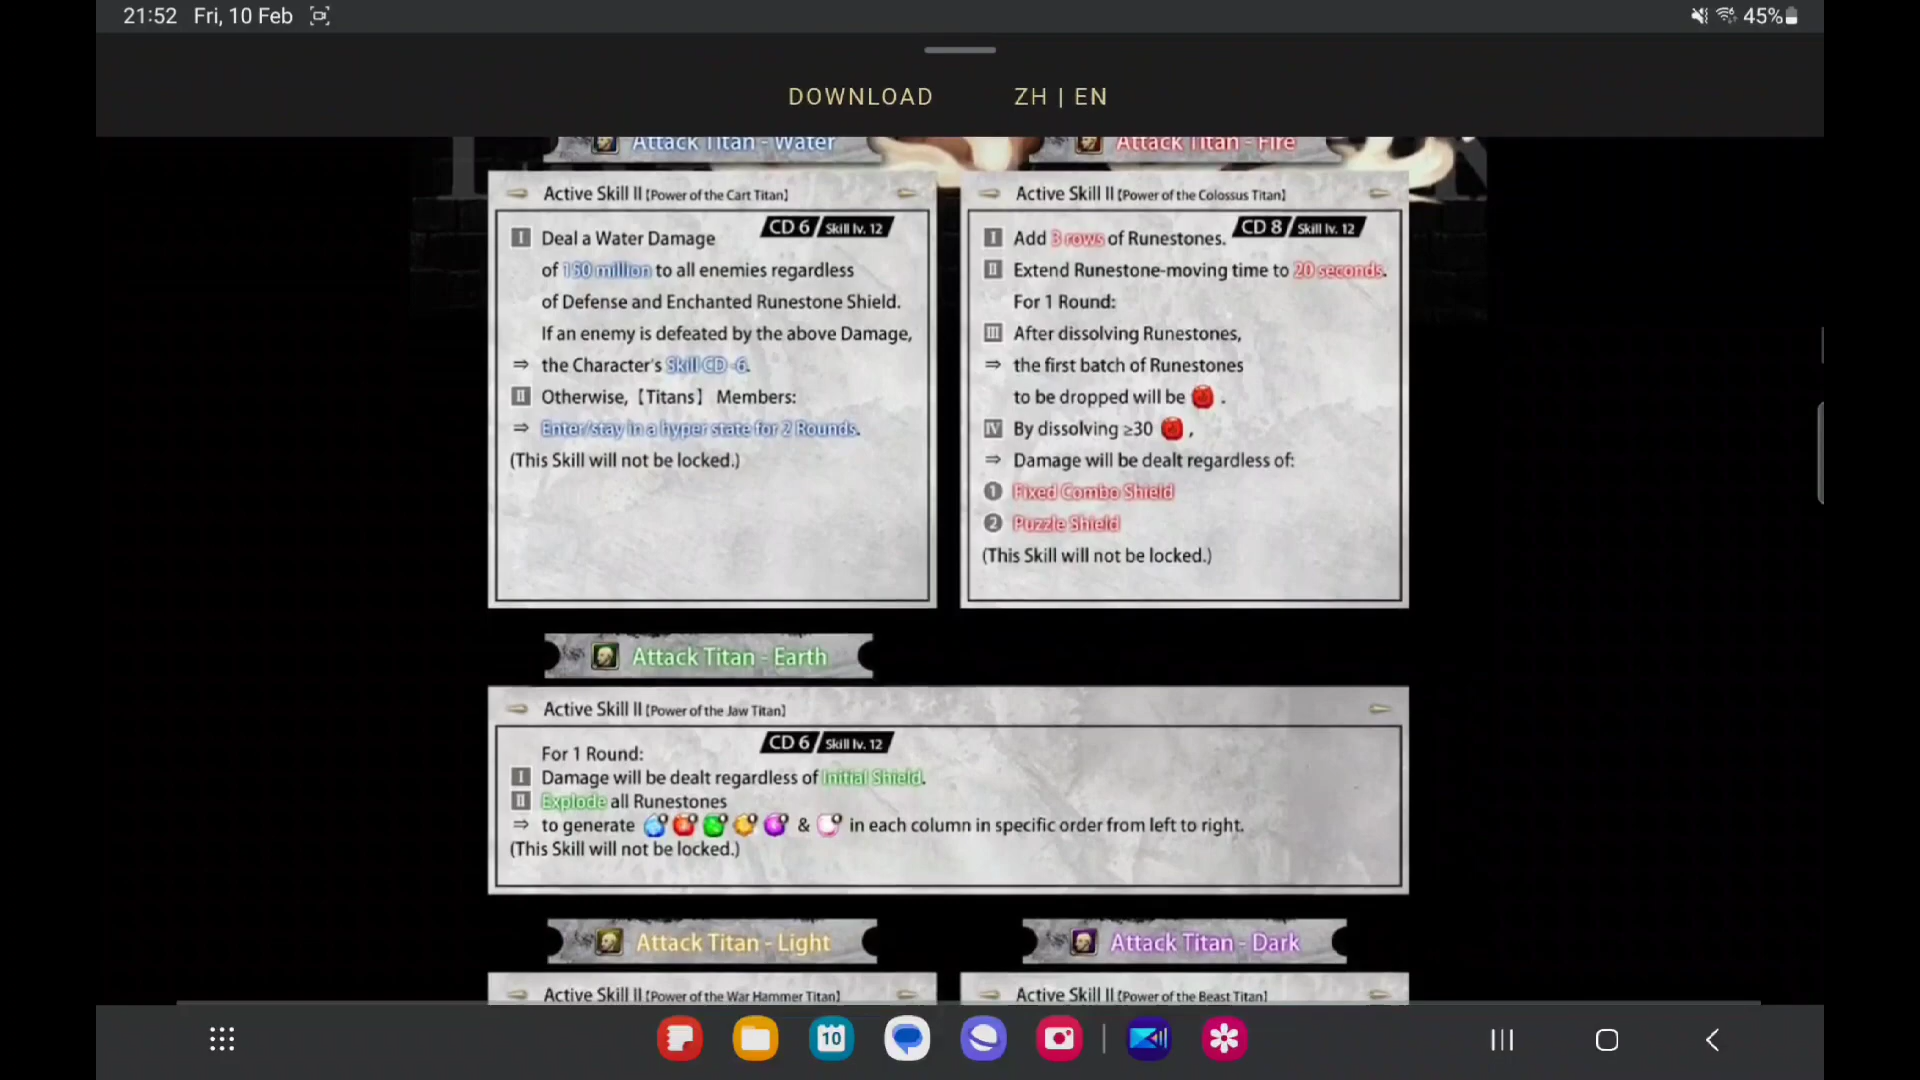 21:52 Fri, 10 Feb
45%
DOWNLOAD
ZH | EN
Attack Titan - Water
Active Skill II [Power of the Cart Titan]
CD 6 / Skill lv. 12
I Deal a Water Damage
of 150 million to all enemies regardless
of Defense and Enchanted Runestone Shield.
If an enemy is defeated by the above Damage,
⇒ the Character's Skill CD -6.
II Otherwise,【Titans】 Members:
⇒ Enter/stay in a hyper state for 2 Rounds.
(This Skill will not be locked.)
Attack Titan - Fire
Active Skill II [Power of the Colossus Titan]
CD 8 / Skill lv. 12
I Add 3 rows of Runestones.
II Extend Runestone-moving time to 20 seconds.
For 1 Round:
III After dissolving Runestones,
⇒ the first batch of Runestones
to be dropped will be .
IV By dissolving ≥30 ,
⇒ Damage will be dealt regardless of:
1 Fixed Combo Shield
2 Puzzle Shield
(This Skill will not be locked.)
Attack Titan - Earth
Active Skill II [Power of the Jaw Titan]
CD 6 / Skill lv. 12
For 1 Round:
I Damage will be dealt regardless of Initial Shield.
II Explode all Runestones
⇒ to generate & in each column in specific order from left to right.
(This Skill will not be locked.)
Attack Titan - Light
Active Skill II [Power of the War Hammer Titan]
Attack Titan - Dark
Active Skill II [Power of the Beast Titan]
10